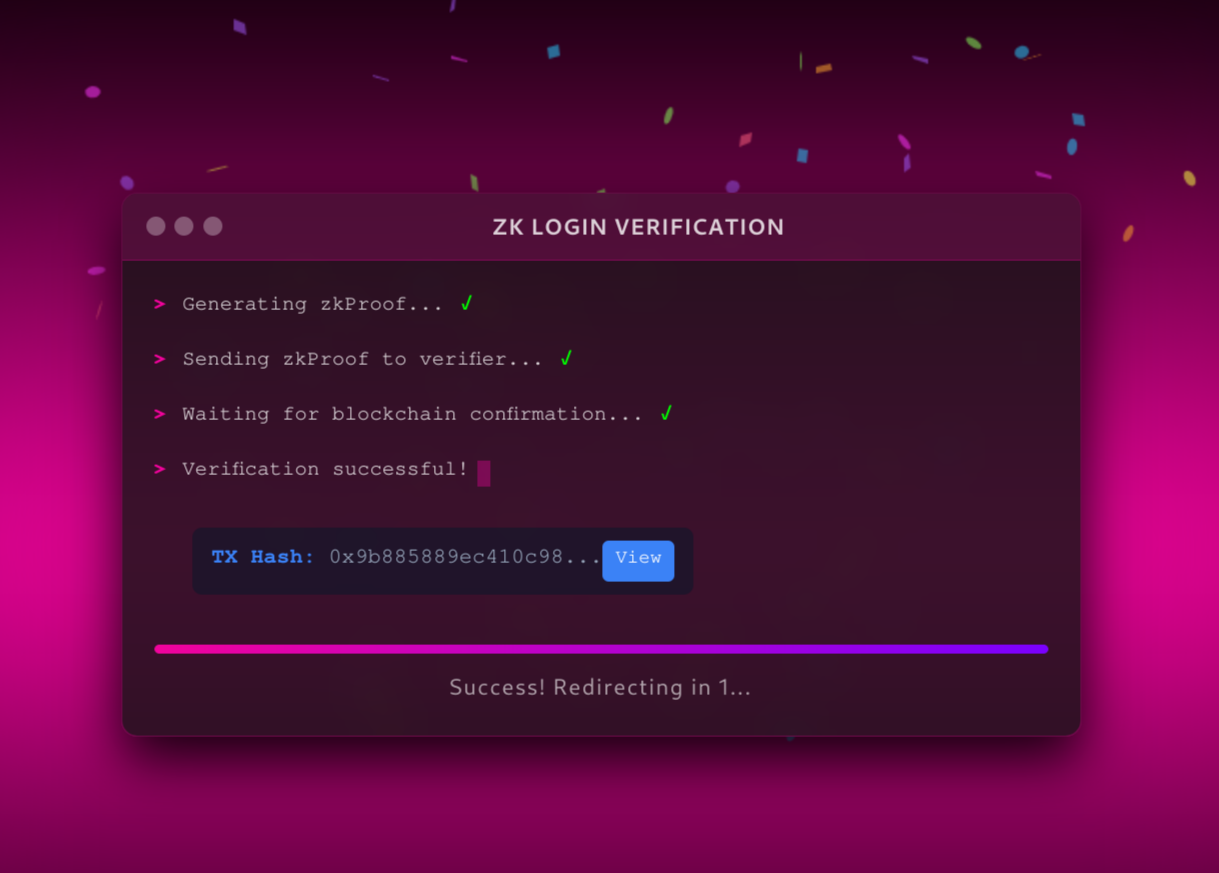 ZK LOGIN VERIFICATION
> Generating zkProof... ✓
> Sending zkProof to verifier... ✓
> Waiting for blockchain confirmation... ✓
> Verification successful!
TX Hash: 0x9b885889ec410c98... View
Success! Redirecting in 1...